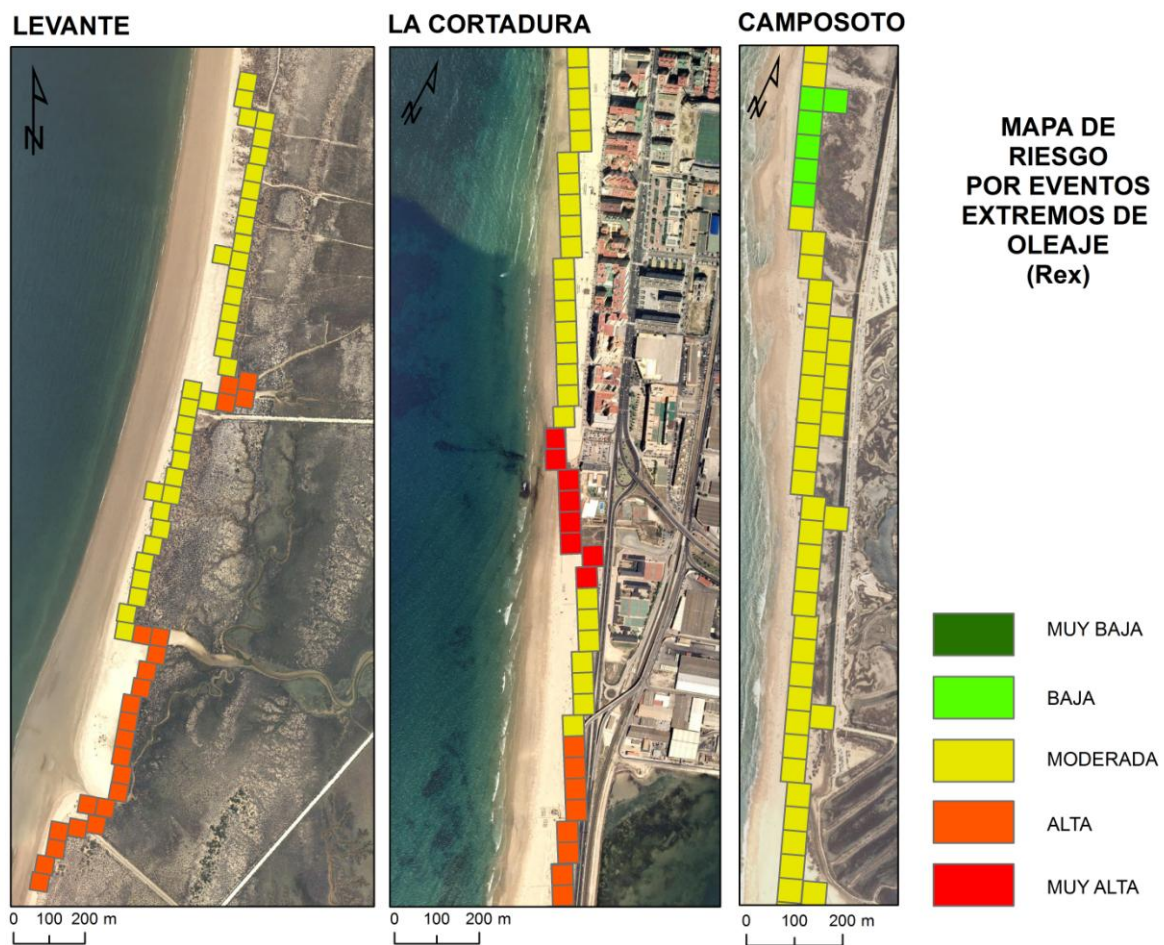 LEVANTE
LA CORTADURA
CAMPOSOTO
N
N
N
MAPA DE
RIESGO
POR EVENTOS
EXTREMOS DE
OLEAJE
(Rex)
MUY BAJA
BAJA
MODERADA
ALTA
MUY ALTA
0 100 200 m
0 100 200 m
0 100 200 m